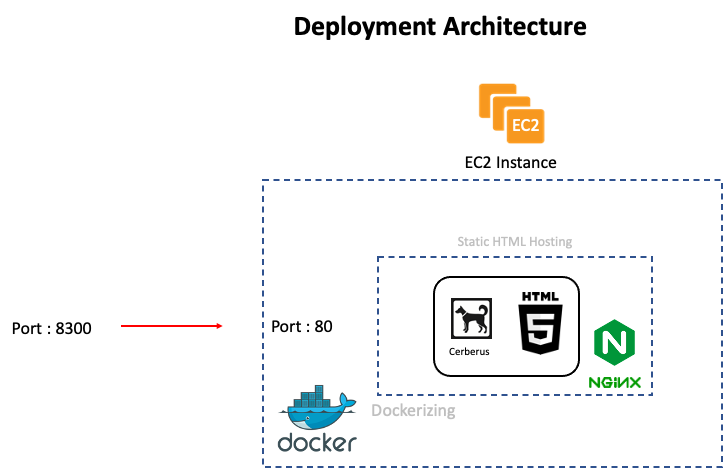 Deployment Architecture
EC2
EC2 Instance
Static HTML Hosting
HTML
5
Cerberus
Port : 8300
Port : 80
N
NGINX
Dockerizing
docker